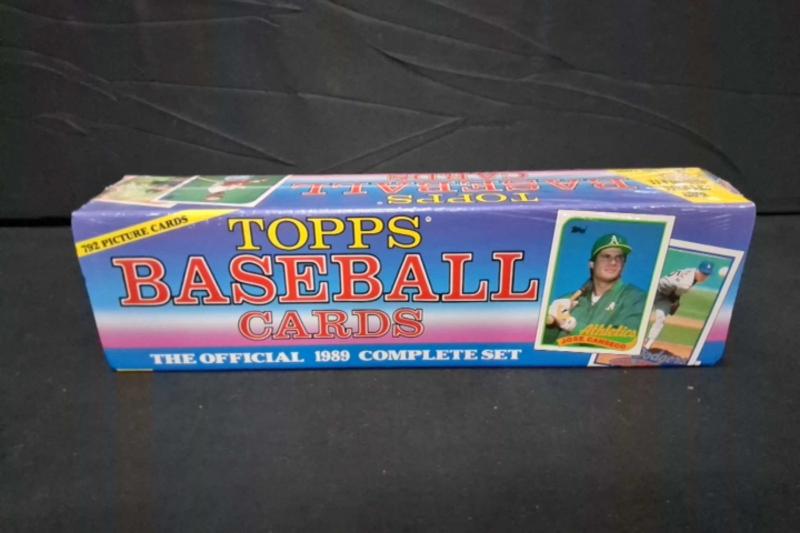 CARDS
BASEBALL
TOPPS
792 PICTURE CARDS
TOPPS
BASEBALL
CARDS
THE OFFICIAL 1989 COMPLETE SET
Topps
A
Athletics
JOSE CANSECO
Dodgers